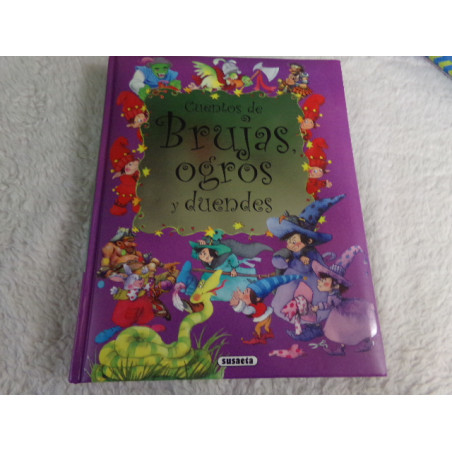 Cuentos de
Brujas,
ogros
y duendes
susaeta